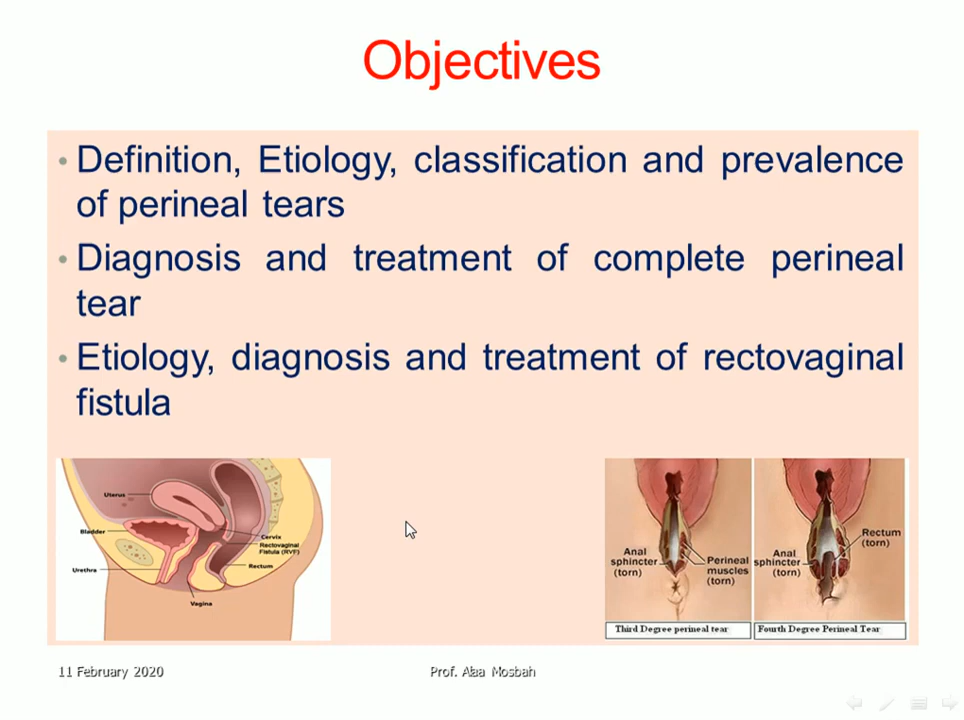 Objectives
• Definition, Etiology, classification and prevalence
of perineal tears
• Diagnosis and treatment of complete perineal
tear
• Etiology, diagnosis and treatment of rectovaginal
fistula
Uterus
Bladder
Cervix
Rectovaginal
Fistula (RVF)
Urethra
Rectum
Vagina
Anal
sphincter
(torn)
Perineal
muscles
(torn)
Third Degree perineal tear
Anal
sphincter
(torn)
Rectum
(torn)
Fourth Degree Perineal Tear
11 February 2020
Prof. Alaa Mosbah